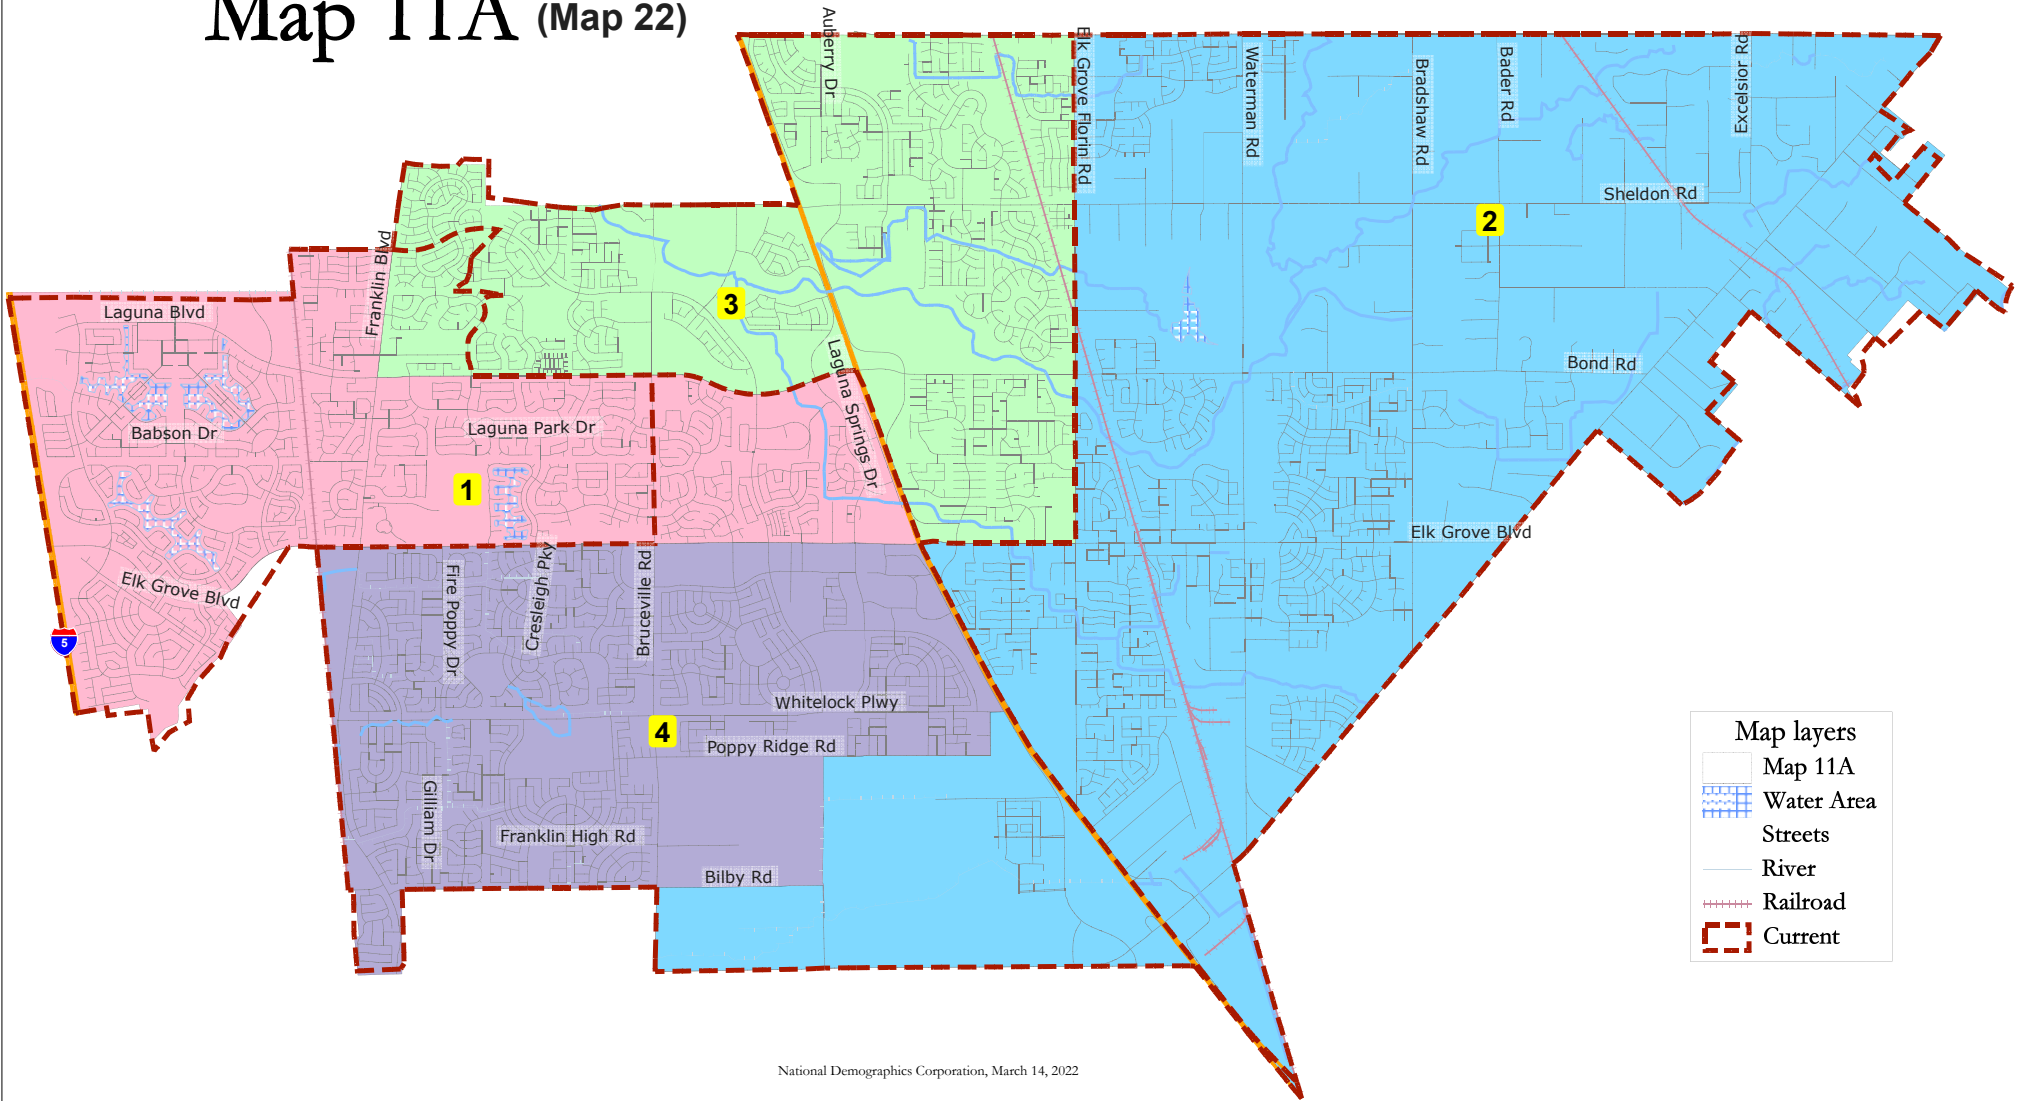 Map 11A (Map 22)
Auberry Dr
Elk Grove Florin Rd
Waterman Rd
Bradshaw Rd
Bader Rd
Excelsior Rd
Sheldon Rd
2
Franklin Blvd
Laguna Blvd
3
Laguna Springs Dr
Bond Rd
Babson Dr
Laguna Park Dr
1
Elk Grove Blvd
Elk Grove Blvd
Fire Poppy Dr
Cresleigh Pky
Bruceville Rd
5
Whitelock Plwy
4
Poppy Ridge Rd
Gilliam Dr
Franklin High Rd
Bilby Rd
Map layers
Map 11A
Water Area
Streets
River
Railroad
Current
National Demographics Corporation, March 14, 2022